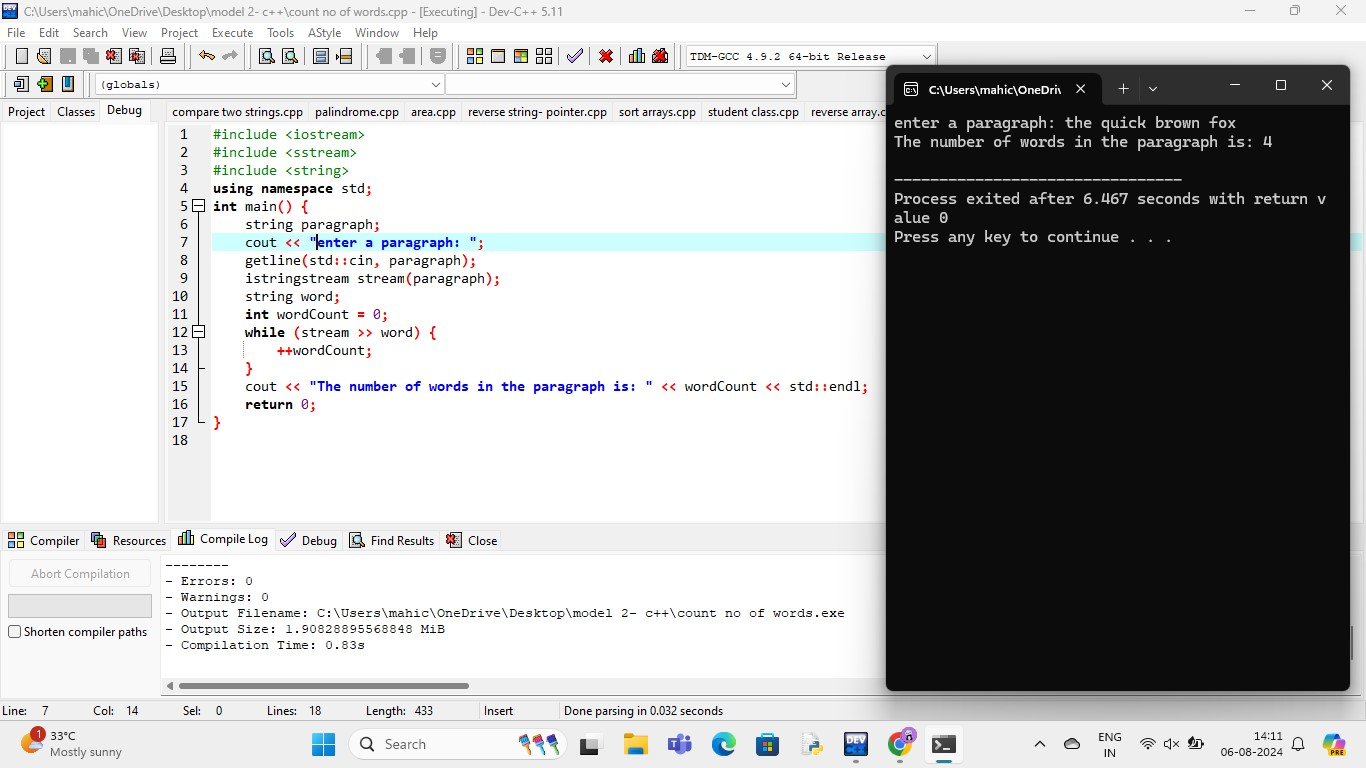 C:\Users\mahic\OneDrive\Desktop\model 2- c++\count no of words.cpp - [Executing] - Dev-C++ 5.11
File Edit Search View Project Execute Tools AStyle Window Help
TDM-GCC 4.9.2 64-bit Release
(globals)
Project Classes Debug
compare two strings.cpp palindrome.cpp area.cpp reverse string- pointer.cpp sort arrays.cpp student class.cpp reverse array.c
1 #include <iostream>
2 #include <sstream>
3 #include <string>
4 using namespace std;
5 int main() {
6 string paragraph;
7 cout << "enter a paragraph: ";
8 getline(std::cin, paragraph);
9 istringstream stream(paragraph);
10 string word;
11 int wordCount = 0;
12 while (stream >> word) {
13 ++wordCount;
14 }
15 cout << "The number of words in the paragraph is: " << wordCount << std::endl;
16 return 0;
17 }
18
C:\Users\mahic\OneDri
enter a paragraph: the quick brown fox
The number of words in the paragraph is: 4
--------------------------------
Process exited after 6.467 seconds with return v
alue 0
Press any key to continue . . .
Compiler Resources Compile Log Debug Find Results Close
Abort Compilation
Shorten compiler paths
--------
- Errors: 0
- Warnings: 0
- Output Filename: C:\Users\mahic\OneDrive\Desktop\model 2- c++\count no of words.exe
- Output Size: 1.90828895568848 MiB
- Compilation Time: 0.83s
Line: 7 Col: 14 Sel: 0 Lines: 18 Length: 433 Insert Done parsing in 0.032 seconds
1
33°C
Mostly sunny
Search
DEV
ENG
IN
14:11
06-08-2024
PRE